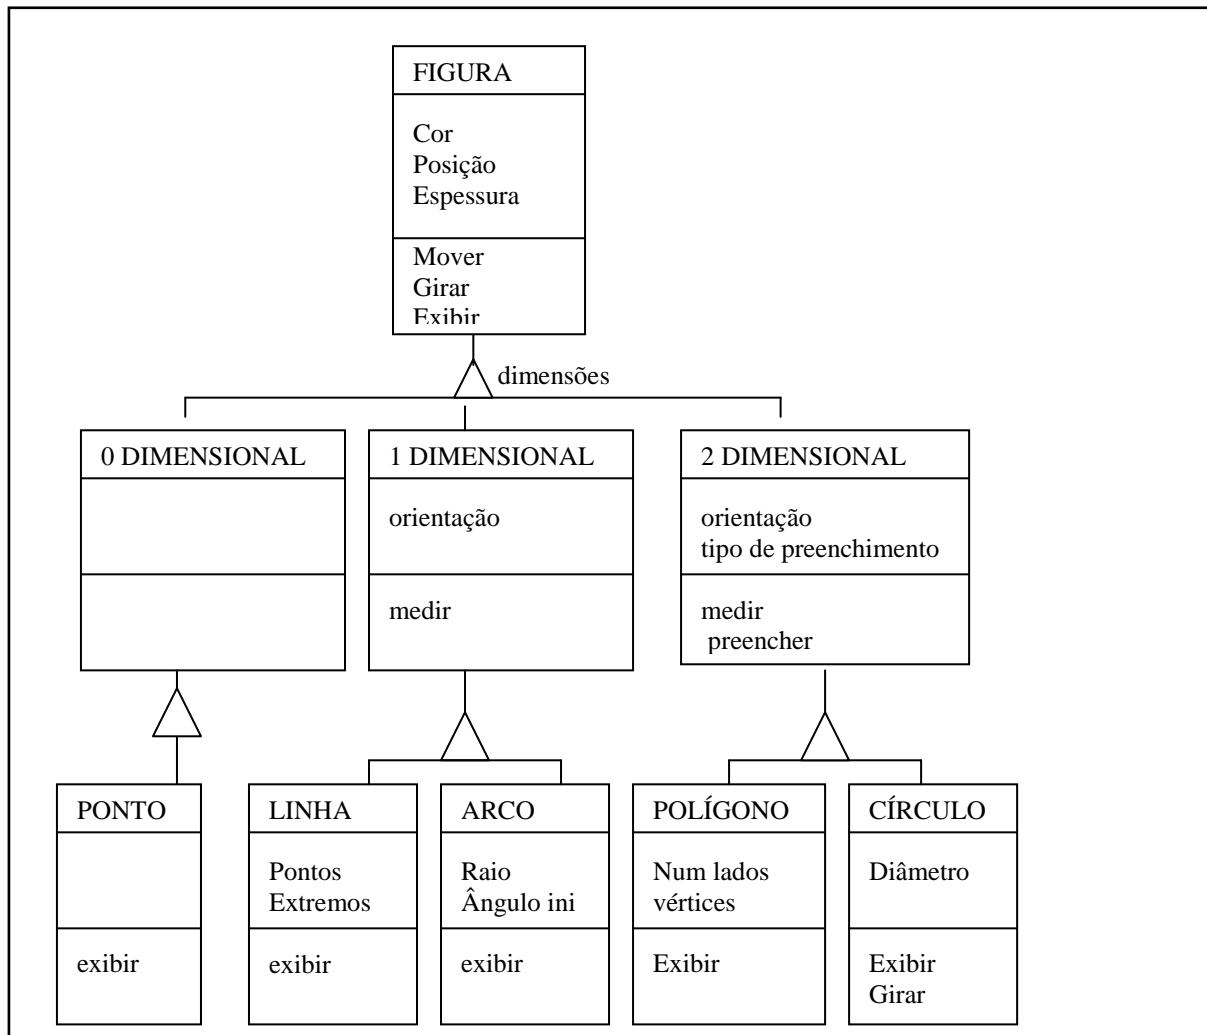 FIGURA
Cor
Posição
Espessura
Mover
Girar
Exibir
dimensões
0 DIMENSIONAL
1 DIMENSIONAL
orientação
medir
2 DIMENSIONAL
orientação
tipo de preenchimento
medir
preencher
PONTO
exibir
LINHA
Pontos
Extremos
exibir
ARCO
Raio
Ângulo ini
exibir
POLÍGONO
Num lados
vértices
Exibir
CÍRCULO
Diâmetro
Exibir
Girar